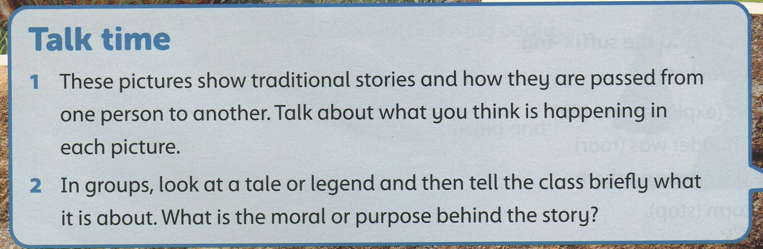 Talk time
1 These pictures show traditional stories and how they are passed from
one person to another. Talk about what you think is happening in
each picture.
2 In groups, look at a tale or legend and then tell the class briefly what
it is about. What is the moral or purpose behind the story?